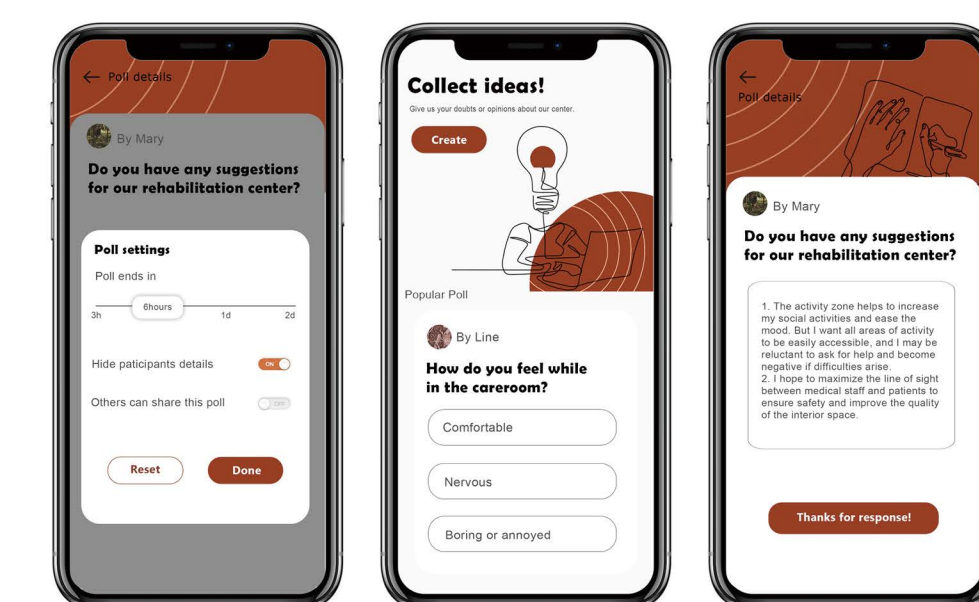 Poll details
By Mary
Do you have any suggestions
for our rehabilitation center?
Poll settings
Poll ends in
6hours
3h
1d
2d
Hide paticipants details
ON
Others can share this poll
OFF
Reset
Done
Collect ideas!
Give us your doubts or opinions about our center.
Create
Popular Poll
By Line
How do you feel while
in the careroom?
Comfortable
Nervous
Boring or annoyed
Poll details
By Mary
Do you have any suggestions
for our rehabilitation center?
1. The activity zone helps to increase
my social activities and ease the
mood. But I want all areas of activity
to be easily accessible, and I may be
reluctant to ask for help and become
negative if difficulties arise.
2. I hope to maximize the line of sight
between medical staff and patients to
ensure safety and improve the quality
of the interior space.
Thanks for response!